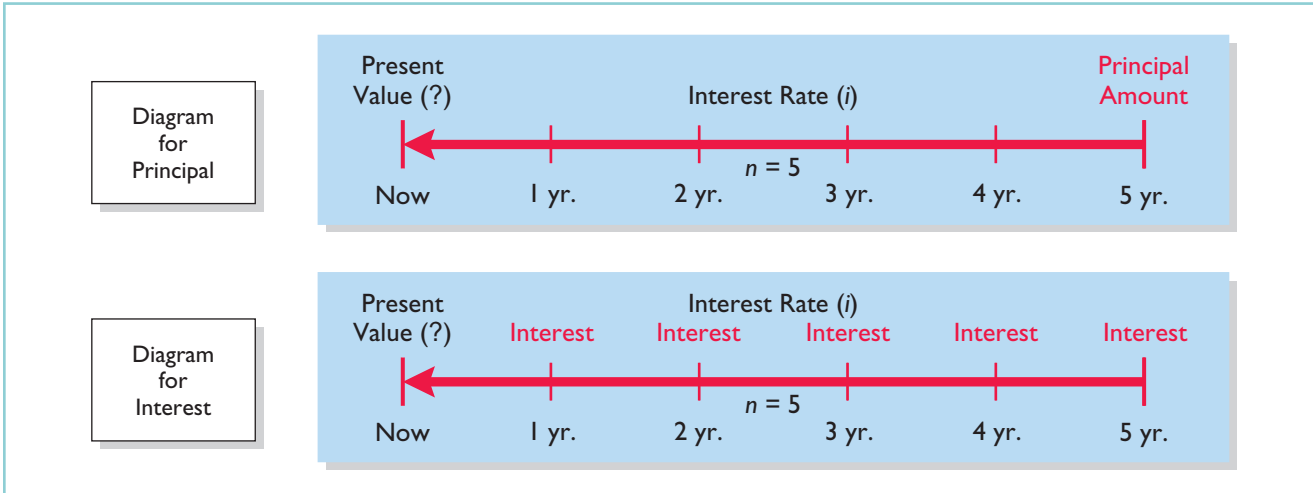 Diagram
for
Principal
Present
Value (?)
Interest Rate (i)
Principal
Amount
n = 5
Now 1 yr. 2 yr. 3 yr. 4 yr. 5 yr.
Diagram
for
Interest
Present
Value (?)
Interest Rate (i)
Interest Interest Interest Interest Interest
n = 5
Now 1 yr. 2 yr. 3 yr. 4 yr. 5 yr.